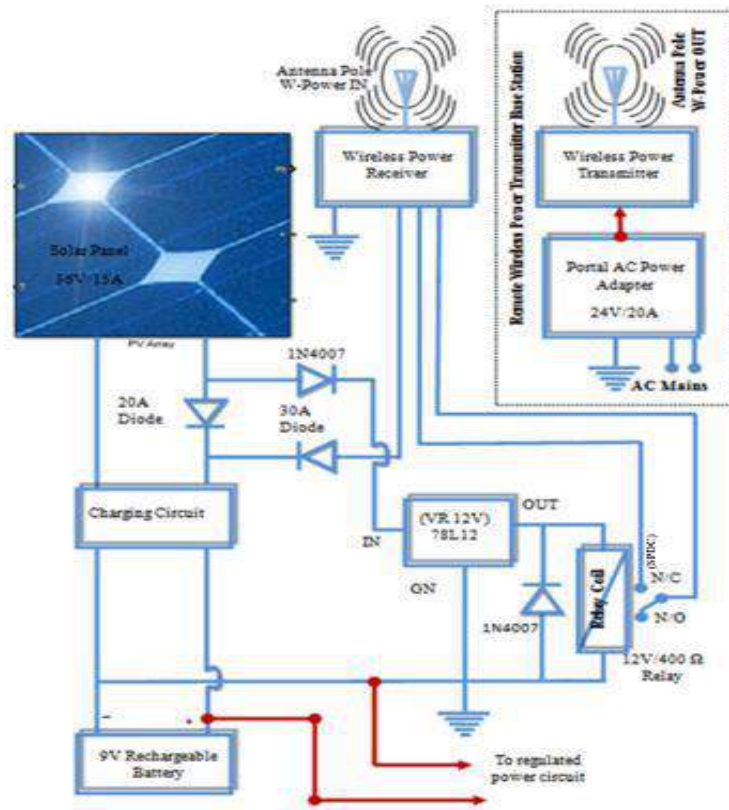 Antenna Pole
W-Power IN
Wireless Power
Receiver
Remote Wireless Power Transmitter Base Station
Antenna Pole
W-Power OUT
Wireless Power
Transmitter
Portal AC Power
Adapter
24V/20A
AC Mains
Solar Panel
36V/15A
PV Array
1N4007
20A
Diode
30A
Diode
Charging Circuit
(VR 12V)
78L12
IN
OUT
GN
1N4007
Relay Coil
(SPDC)
N/C
N/O
12V/400 Ω
Relay
-
+
9V Rechargeable
Battery
To regulated
power circuit